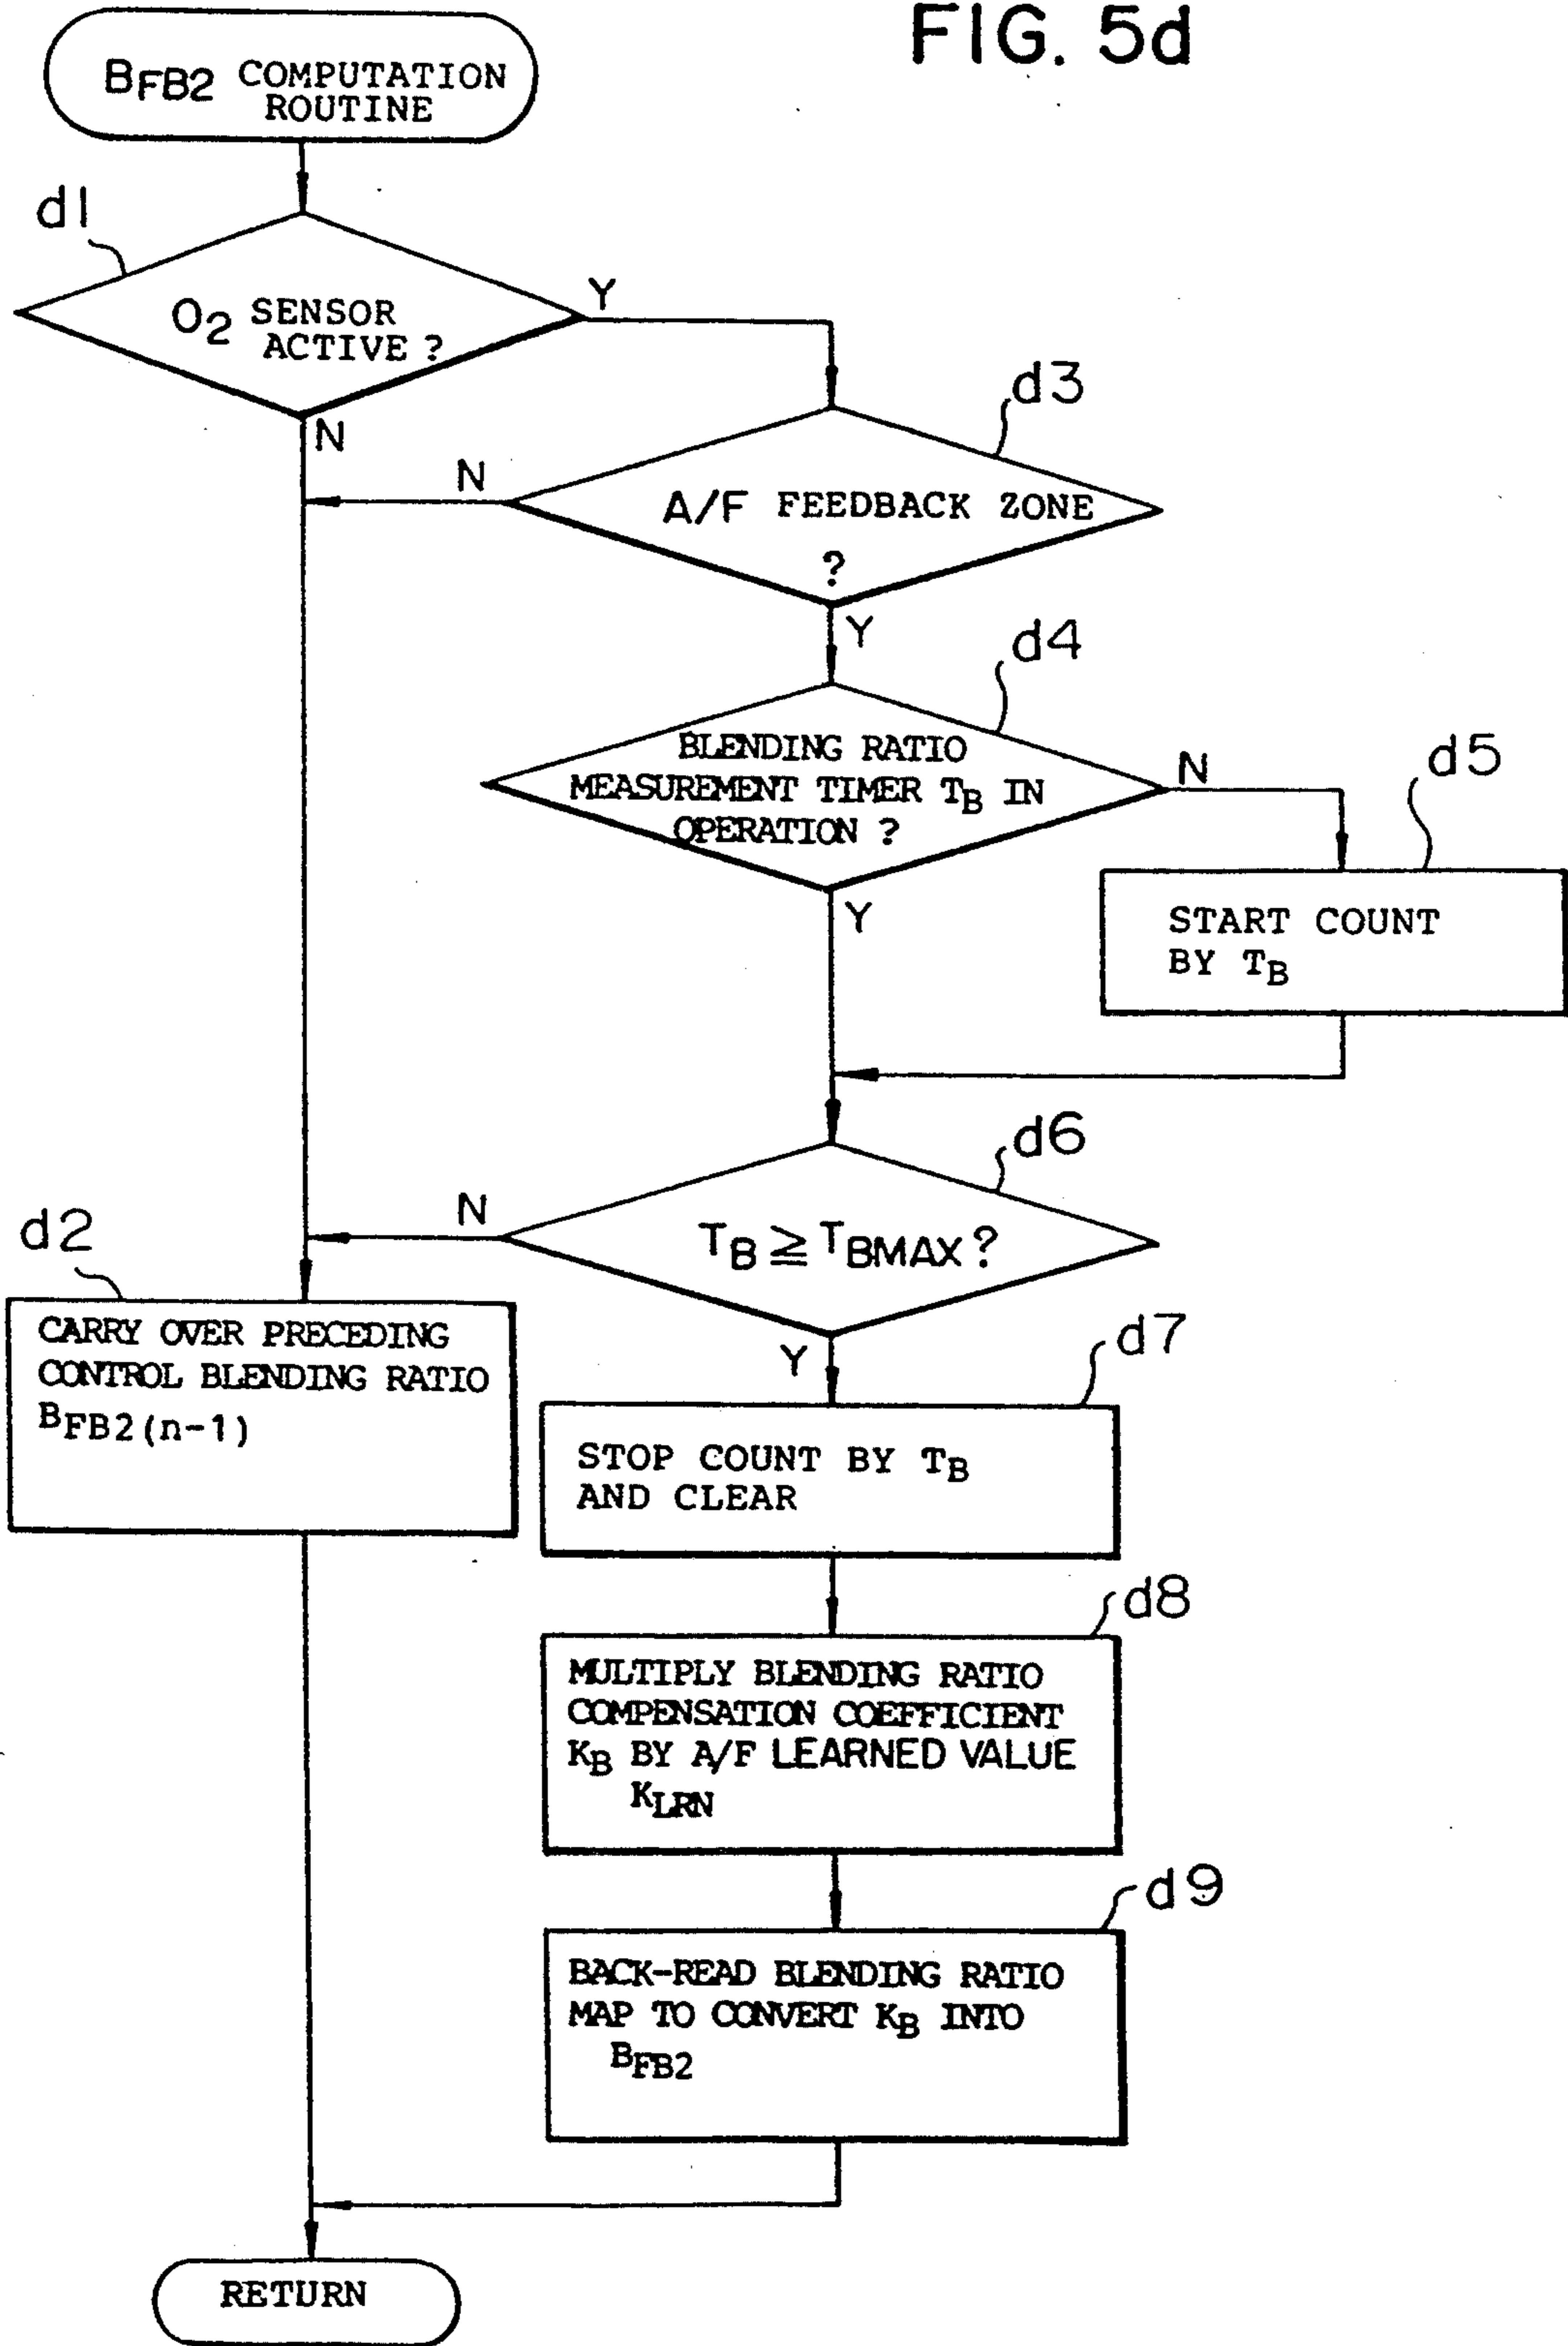 FIG. 5d
BFB2 COMPUTATION
ROUTINE
d1
O2 SENSOR
ACTIVE ?
Y
N
d3
A/F FEEDBACK ZONE
?
N
Y
d4
BLENDING RATIO
MEASUREMENT TIMER TB IN
OPERATION ?
N
Y
d5
START COUNT
BY TB
d6
TB ≧ TBMAX ?
N
Y
d2
CARRY OVER PRECEDING
CONTROL BLENDING RATIO
BFB2(n-1)
d7
STOP COUNT BY TB
AND CLEAR
d8
MULTIPLY BLENDING RATIO
COMPENSATION COEFFICIENT
KB BY A/F LEARNED VALUE
KLRN
d9
BACK-READ BLENDING RATIO
MAP TO CONVERT KB INTO
BFB2
RETURN